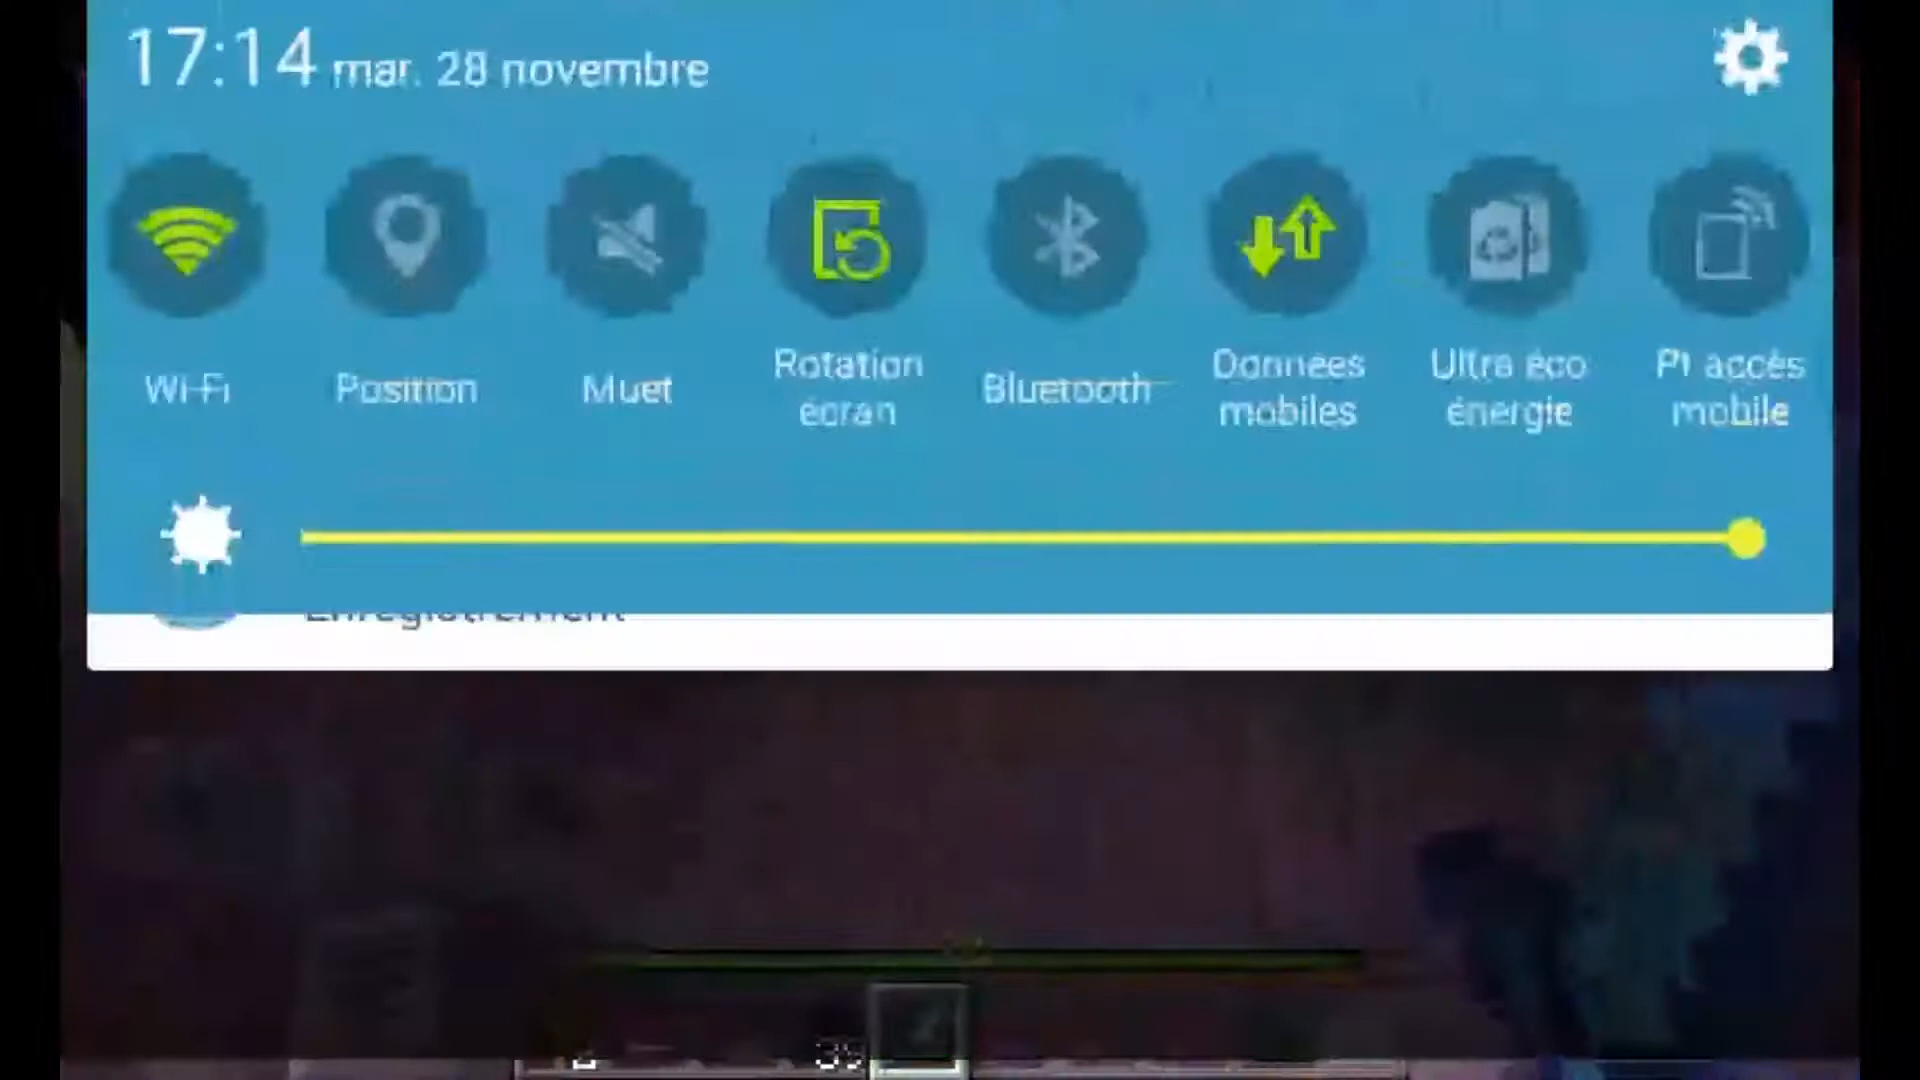 17:14 mar. 28 novembre
Wi-Fi
Position
Muet
Rotation
écran
Bluetooth
Données
mobiles
Ultra éco
énergie
Pt accès
mobile
Enregistrement